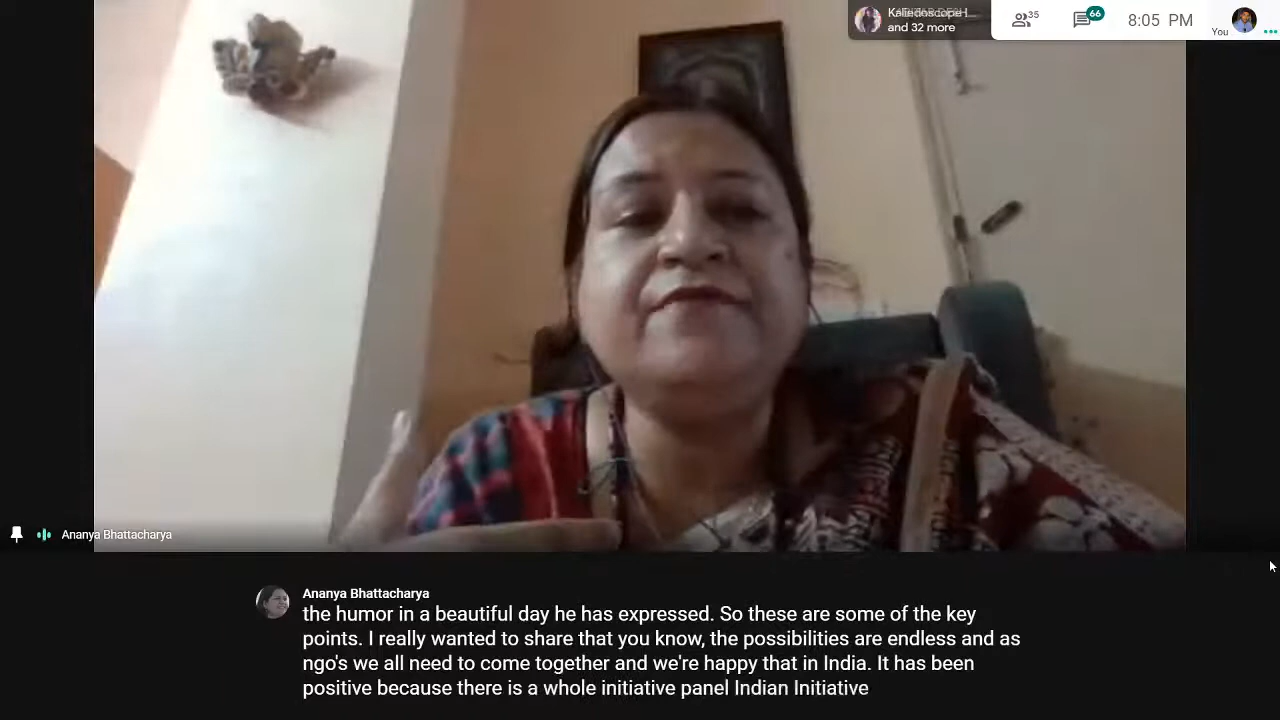 and 32 more
35
66
8:05 PM
You
Ananya Bhattacharya
Ananya Bhattacharya
the humor in a beautiful day he has expressed. So these are some of the key
points. I really wanted to share that you know, the possibilities are endless and as
ngo's we all need to come together and we're happy that in India. It has been
positive because there is a whole initiative panel Indian Initiative